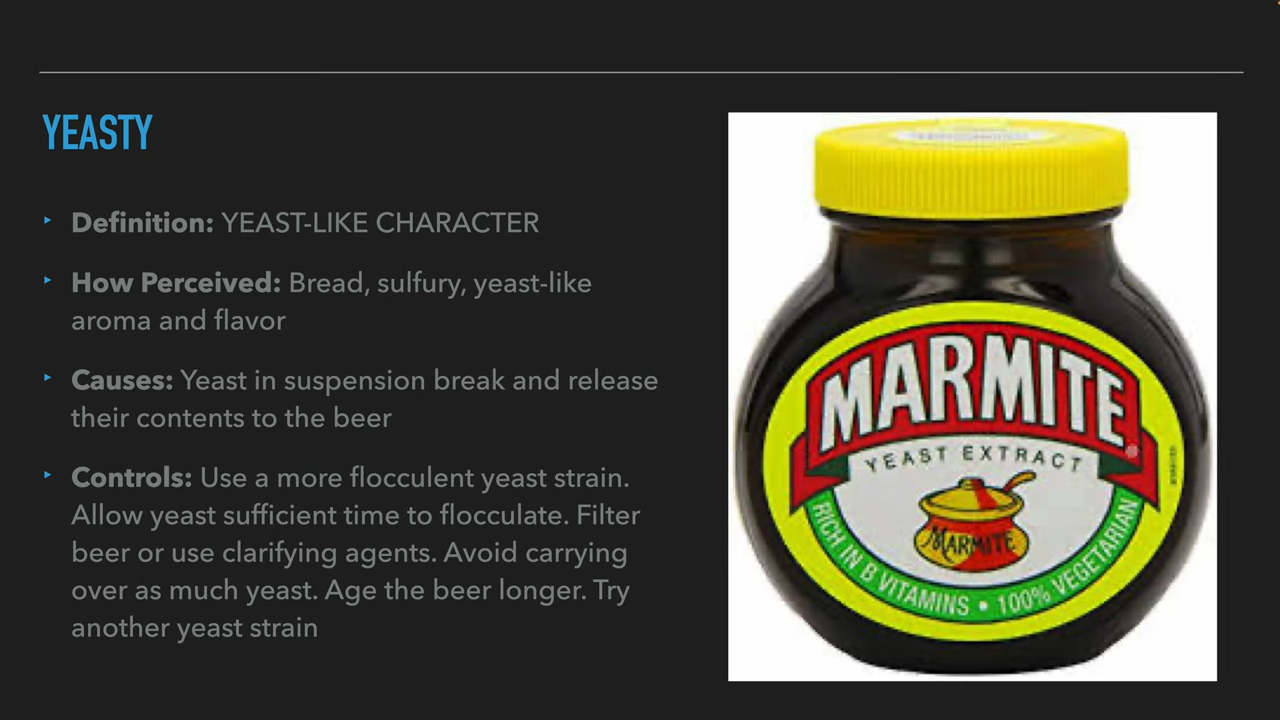 YEASTY
‣ Definition: YEAST-LIKE CHARACTER
‣ How Perceived: Bread, sulfury, yeast-like
aroma and flavor
‣ Causes: Yeast in suspension break and release
their contents to the beer
‣ Controls: Use a more flocculent yeast strain.
Allow yeast sufficient time to flocculate. Filter
beer or use clarifying agents. Avoid carrying
over as much yeast. Age the beer longer. Try
another yeast strain
MARMITE
YEAST EXTRACT
MARMITE
RICH IN B VITAMINS • 100% VEGETARIAN